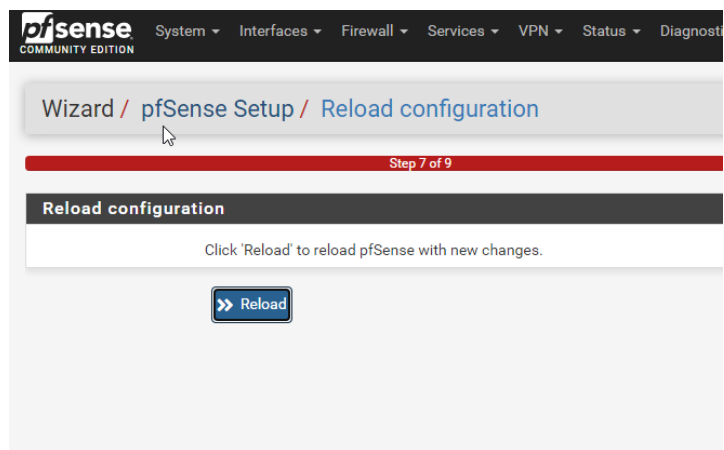 pfsense System Interfaces Firewall Services VPN Status Diagnosti
COMMUNITY EDITION
Wizard / pfSense Setup / Reload configuration
Step 7 of 9
Reload configuration
Click 'Reload' to reload pfSense with new changes.
Reload